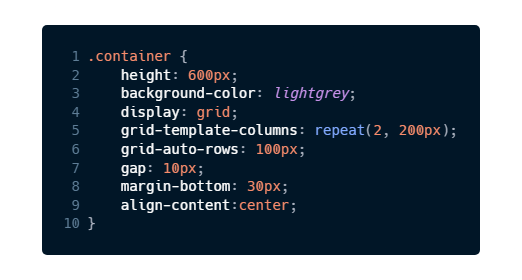 1 .container {
2     height: 600px;
3     background-color: lightgrey;
4     display: grid;
5     grid-template-columns: repeat(2, 200px);
6     grid-auto-rows: 100px;
7     gap: 10px;
8     margin-bottom: 30px;
9     align-content:center;
10 }